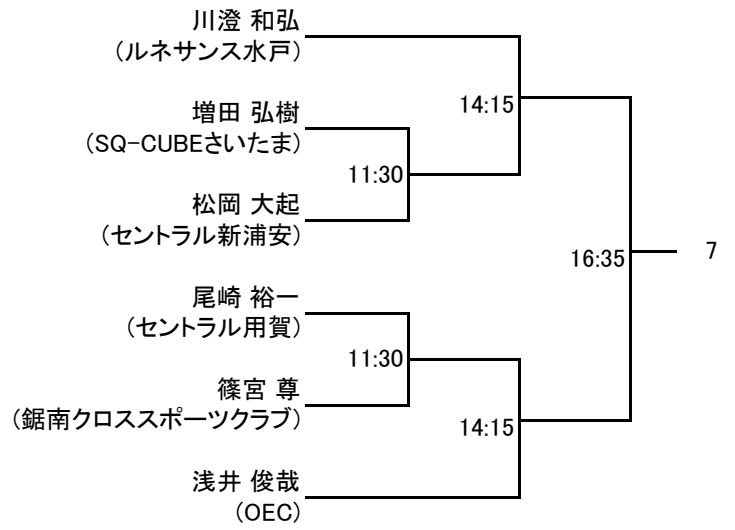 川澄 和弘
(ルネサンス水戸)
14:15
増田 弘樹
(SQ-CUBEさいたま)
11:30
松岡 大起
(セントラル新浦安)
16:35
7
尾崎 裕一
(セントラル用賀)
11:30
篠宮 尊
(鋸南クロススポーツクラブ)
14:15
浅井 俊哉
(OEC)